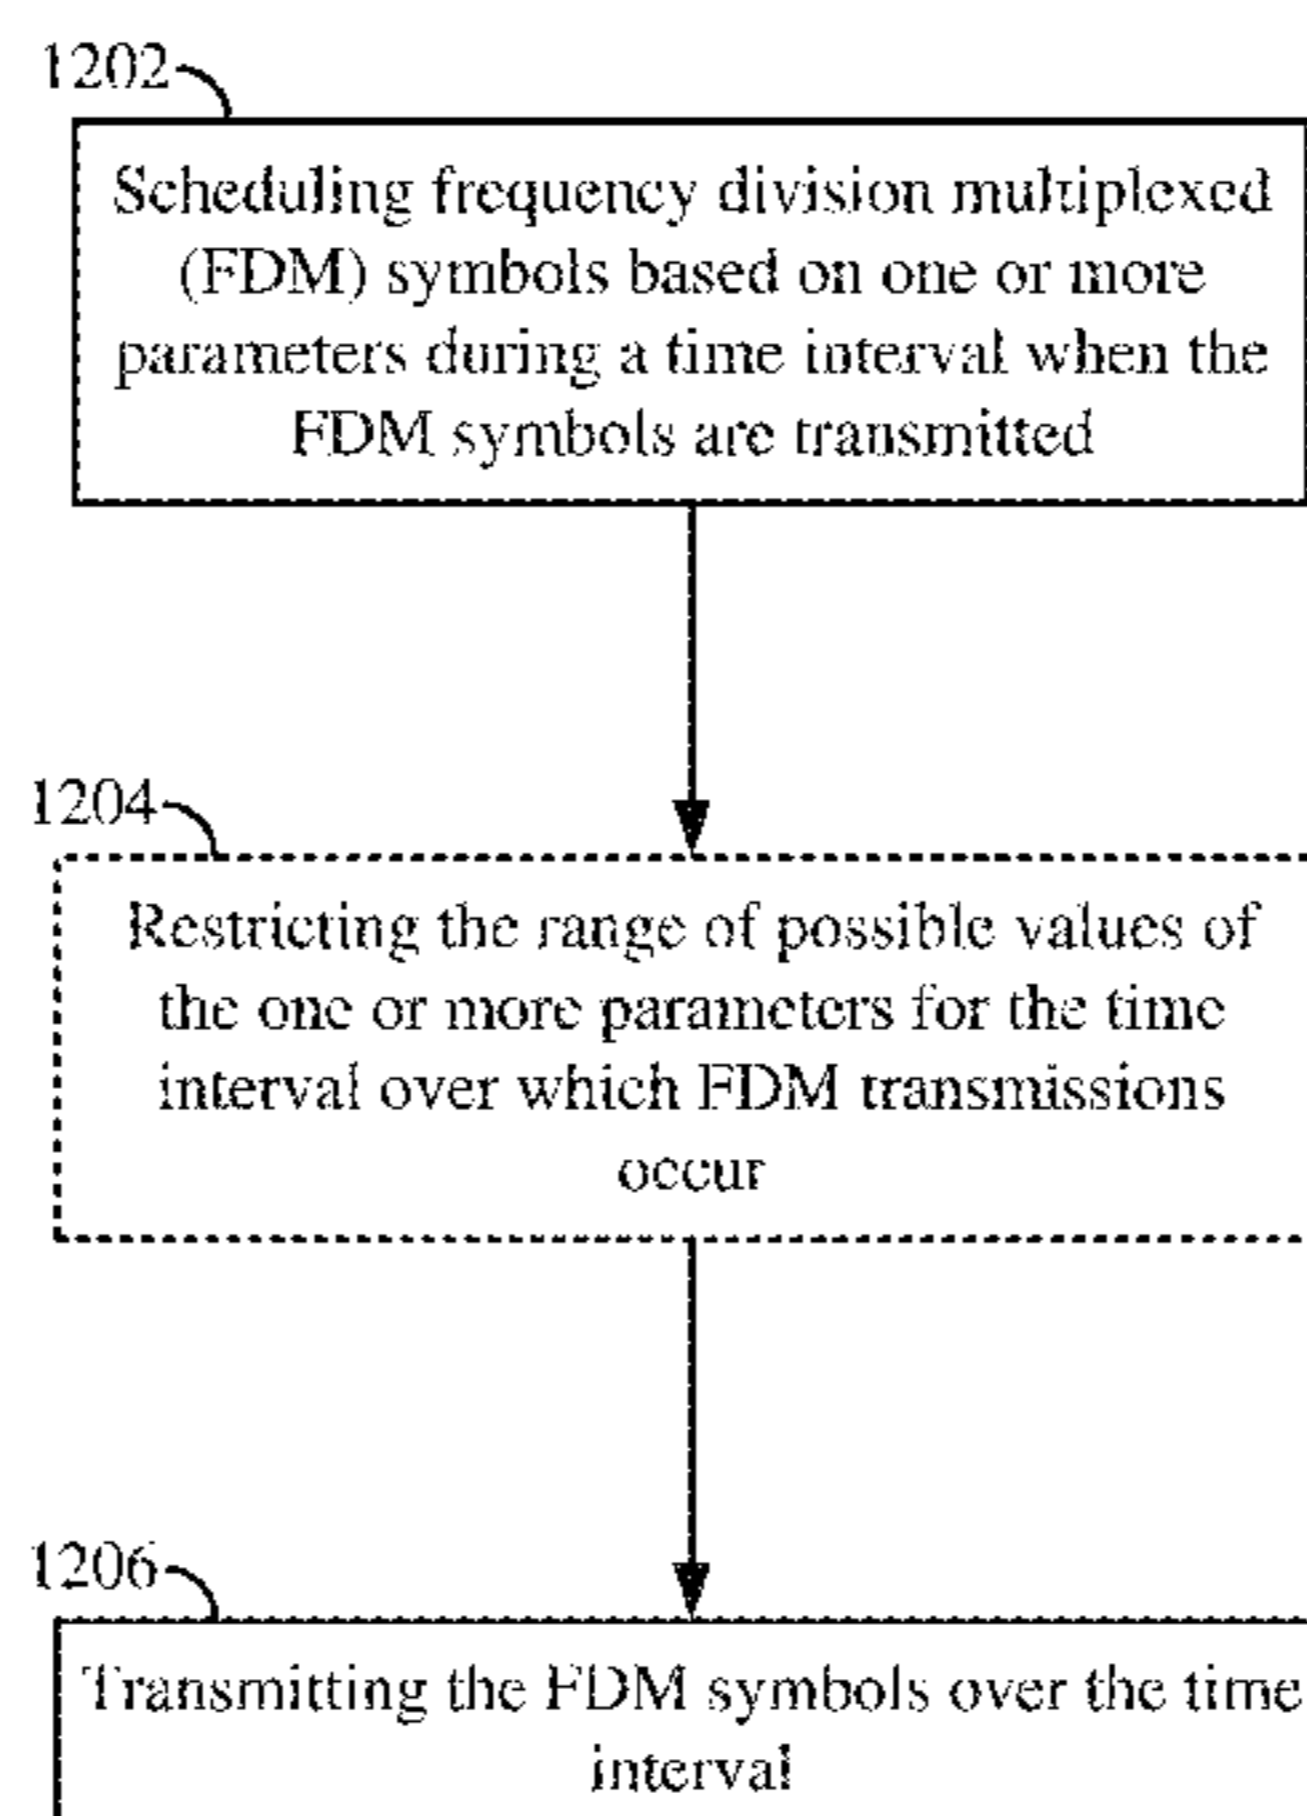 1202
Scheduling frequency division multiplexed
(FDM) symbols based on one or more
parameters during a time interval when the
FDM symbols are transmitted
1204
Restricting the range of possible values of
the one or more parameters for the time
interval over which FDM transmissions
occur
1206
Transmitting the FDM symbols over the time
interval